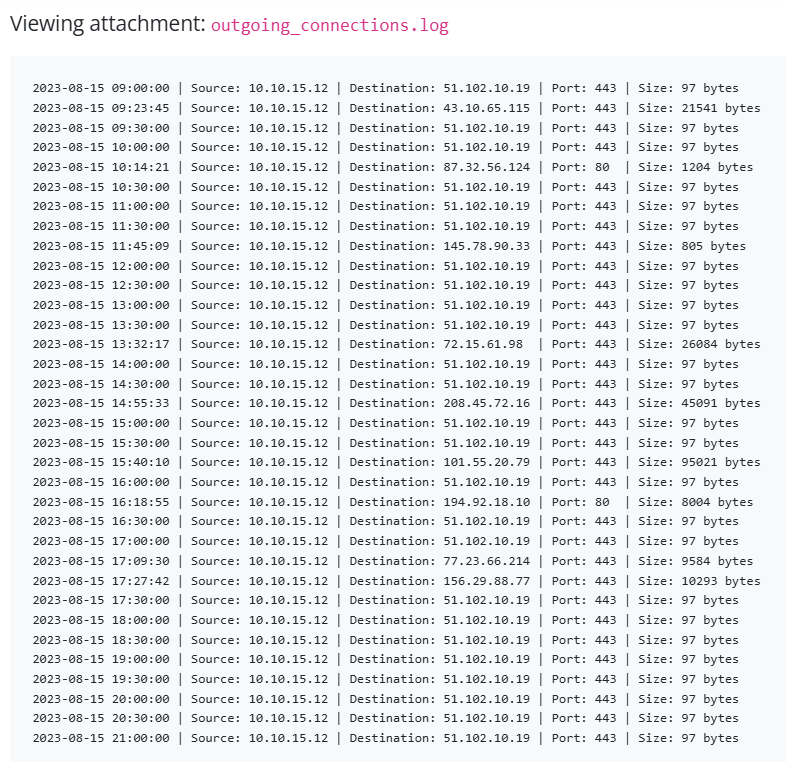 Viewing attachment: outgoing_connections.log
2023-08-15 09:00:00 | Source: 10.10.15.12 | Destination: 51.102.10.19 | Port: 443 | Size: 97 bytes
2023-08-15 09:23:45 | Source: 10.10.15.12 | Destination: 43.10.65.115 | Port: 443 | Size: 21541 bytes
2023-08-15 09:30:00 | Source: 10.10.15.12 | Destination: 51.102.10.19 | Port: 443 | Size: 97 bytes
2023-08-15 10:00:00 | Source: 10.10.15.12 | Destination: 51.102.10.19 | Port: 443 | Size: 97 bytes
2023-08-15 10:14:21 | Source: 10.10.15.12 | Destination: 87.32.56.124 | Port: 80  | Size: 1204 bytes
2023-08-15 10:30:00 | Source: 10.10.15.12 | Destination: 51.102.10.19 | Port: 443 | Size: 97 bytes
2023-08-15 11:00:00 | Source: 10.10.15.12 | Destination: 51.102.10.19 | Port: 443 | Size: 97 bytes
2023-08-15 11:30:00 | Source: 10.10.15.12 | Destination: 51.102.10.19 | Port: 443 | Size: 97 bytes
2023-08-15 11:45:09 | Source: 10.10.15.12 | Destination: 145.78.90.33 | Port: 443 | Size: 805 bytes
2023-08-15 12:00:00 | Source: 10.10.15.12 | Destination: 51.102.10.19 | Port: 443 | Size: 97 bytes
2023-08-15 12:30:00 | Source: 10.10.15.12 | Destination: 51.102.10.19 | Port: 443 | Size: 97 bytes
2023-08-15 13:00:00 | Source: 10.10.15.12 | Destination: 51.102.10.19 | Port: 443 | Size: 97 bytes
2023-08-15 13:30:00 | Source: 10.10.15.12 | Destination: 51.102.10.19 | Port: 443 | Size: 97 bytes
2023-08-15 13:32:17 | Source: 10.10.15.12 | Destination: 72.15.61.98  | Port: 443 | Size: 26084 bytes
2023-08-15 14:00:00 | Source: 10.10.15.12 | Destination: 51.102.10.19 | Port: 443 | Size: 97 bytes
2023-08-15 14:30:00 | Source: 10.10.15.12 | Destination: 51.102.10.19 | Port: 443 | Size: 97 bytes
2023-08-15 14:55:33 | Source: 10.10.15.12 | Destination: 208.45.72.16 | Port: 443 | Size: 45091 bytes
2023-08-15 15:00:00 | Source: 10.10.15.12 | Destination: 51.102.10.19 | Port: 443 | Size: 97 bytes
2023-08-15 15:30:00 | Source: 10.10.15.12 | Destination: 51.102.10.19 | Port: 443 | Size: 97 bytes
2023-08-15 15:40:10 | Source: 10.10.15.12 | Destination: 101.55.20.79 | Port: 443 | Size: 95021 bytes
2023-08-15 16:00:00 | Source: 10.10.15.12 | Destination: 51.102.10.19 | Port: 443 | Size: 97 bytes
2023-08-15 16:18:55 | Source: 10.10.15.12 | Destination: 194.92.18.10 | Port: 80  | Size: 8004 bytes
2023-08-15 16:30:00 | Source: 10.10.15.12 | Destination: 51.102.10.19 | Port: 443 | Size: 97 bytes
2023-08-15 17:00:00 | Source: 10.10.15.12 | Destination: 51.102.10.19 | Port: 443 | Size: 97 bytes
2023-08-15 17:09:30 | Source: 10.10.15.12 | Destination: 77.23.66.214 | Port: 443 | Size: 9584 bytes
2023-08-15 17:27:42 | Source: 10.10.15.12 | Destination: 156.29.88.77 | Port: 443 | Size: 10293 bytes
2023-08-15 17:30:00 | Source: 10.10.15.12 | Destination: 51.102.10.19 | Port: 443 | Size: 97 bytes
2023-08-15 18:00:00 | Source: 10.10.15.12 | Destination: 51.102.10.19 | Port: 443 | Size: 97 bytes
2023-08-15 18:30:00 | Source: 10.10.15.12 | Destination: 51.102.10.19 | Port: 443 | Size: 97 bytes
2023-08-15 19:00:00 | Source: 10.10.15.12 | Destination: 51.102.10.19 | Port: 443 | Size: 97 bytes
2023-08-15 19:30:00 | Source: 10.10.15.12 | Destination: 51.102.10.19 | Port: 443 | Size: 97 bytes
2023-08-15 20:00:00 | Source: 10.10.15.12 | Destination: 51.102.10.19 | Port: 443 | Size: 97 bytes
2023-08-15 20:30:00 | Source: 10.10.15.12 | Destination: 51.102.10.19 | Port: 443 | Size: 97 bytes
2023-08-15 21:00:00 | Source: 10.10.15.12 | Destination: 51.102.10.19 | Port: 443 | Size: 97 bytes